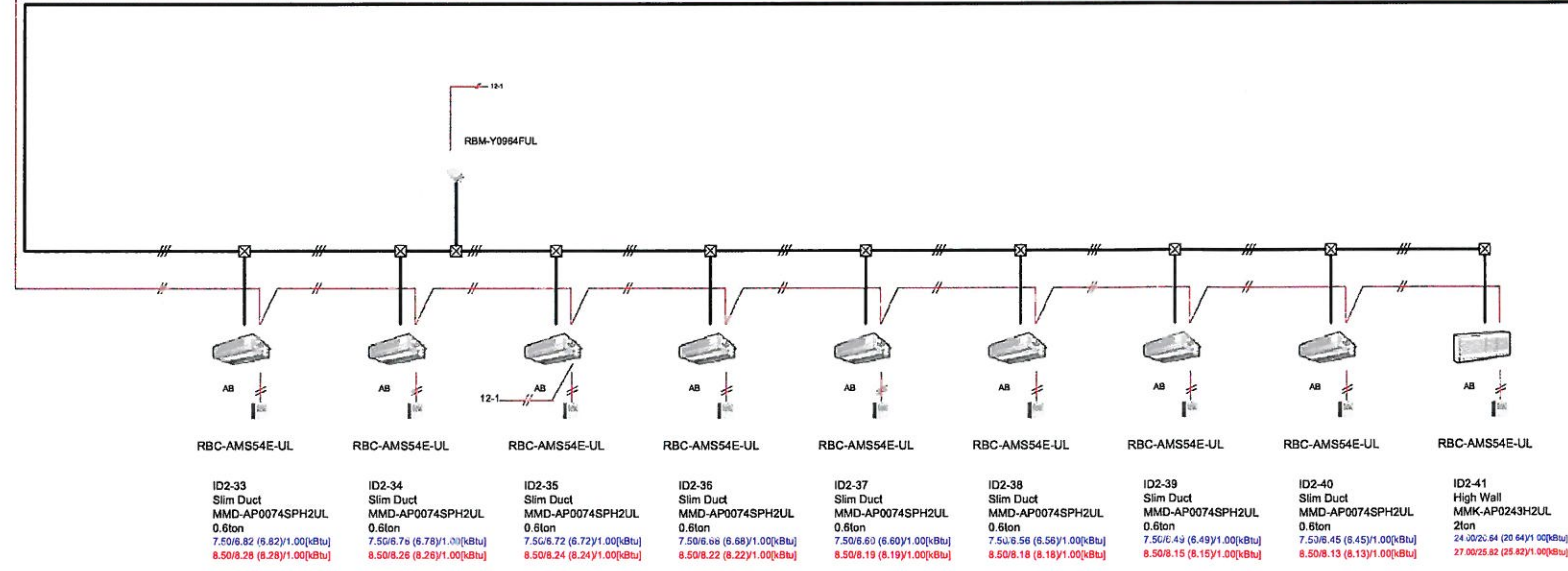 12-1
RBM-Y0964FUL
AB AB AB AB AB AB AB AB AB
12-1
RBC-AMS54E-UL RBC-AMS54E-UL RBC-AMS54E-UL RBC-AMS54E-UL RBC-AMS54E-UL RBC-AMS54E-UL RBC-AMS54E-UL RBC-AMS54E-UL RBC-AMS54E-UL
ID2-33
Slim Duct
MMD-AP0074SPH2UL
0.6ton
7.50/6.82 (6.82)/1.00[kBtu]
8.50/8.28 (8.28)/1.00[kBtu]
ID2-34
Slim Duct
MMD-AP0074SPH2UL
0.6ton
7.50/6.78 (6.78)/1.00[kBtu]
8.50/8.26 (8.26)/1.00[kBtu]
ID2-35
Slim Duct
MMD-AP0074SPH2UL
0.6ton
7.50/6.72 (6.72)/1.00[kBtu]
8.50/8.24 (8.24)/1.00[kBtu]
ID2-36
Slim Duct
MMD-AP0074SPH2UL
0.6ton
7.50/6.68 (6.68)/1.00[kBtu]
8.50/8.22 (8.22)/1.00[kBtu]
ID2-37
Slim Duct
MMD-AP0074SPH2UL
0.6ton
7.50/6.60 (6.60)/1.00[kBtu]
8.50/8.19 (8.19)/1.00[kBtu]
ID2-38
Slim Duct
MMD-AP0074SPH2UL
0.6ton
7.50/6.56 (6.56)/1.00[kBtu]
8.50/8.18 (8.18)/1.00[kBtu]
ID2-39
Slim Duct
MMD-AP0074SPH2UL
0.6ton
7.50/6.49 (6.49)/1.00[kBtu]
8.50/8.15 (8.15)/1.00[kBtu]
ID2-40
Slim Duct
MMD-AP0074SPH2UL
0.6ton
7.50/6.45 (6.45)/1.00[kBtu]
8.50/8.13 (8.13)/1.00[kBtu]
ID2-41
High Wall
MMK-AP0243H2UL
2ton
24.00/20.64 (20.64)/1.00[kBtu]
27.00/25.82 (25.82)/1.00[kBtu]